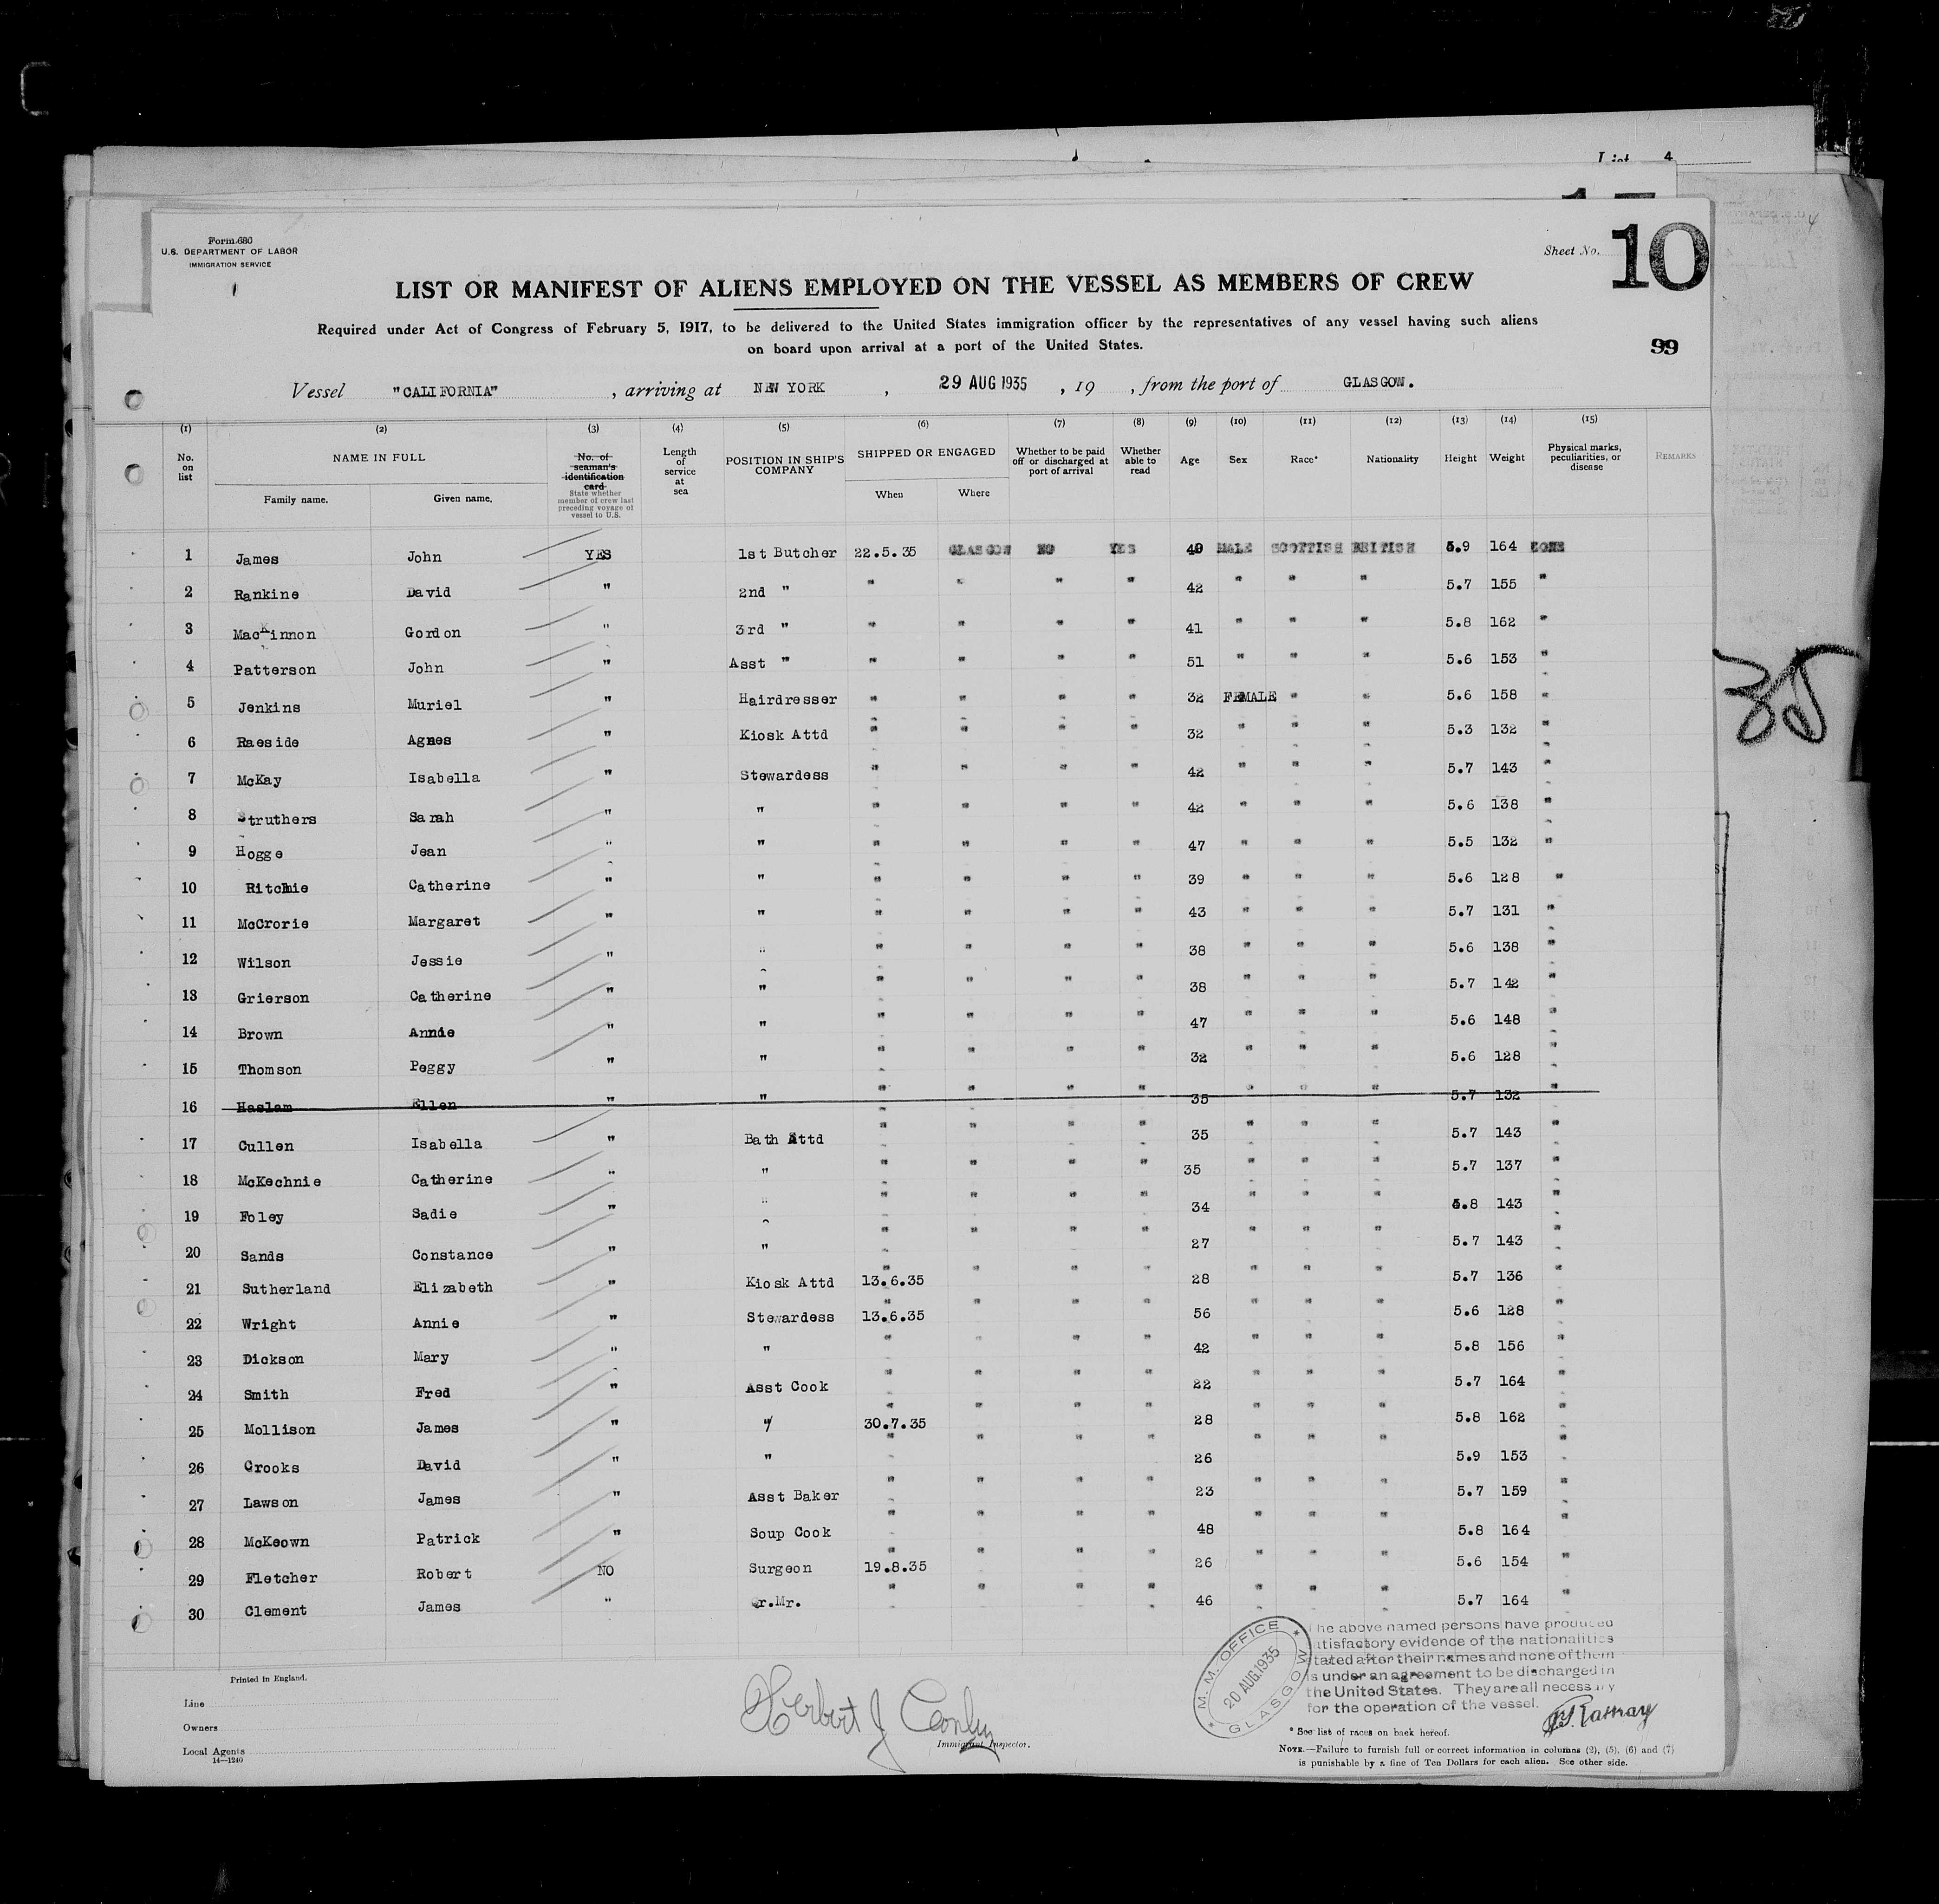 List 4
Form 680
U.S. DEPARTMENT OF LABOR
IMMIGRATION SERVICE
Sheet No. 10
LIST OR MANIFEST OF ALIENS EMPLOYED ON THE VESSEL AS MEMBERS OF CREW
Required under Act of Congress of February 5, 1917, to be delivered to the United States immigration officer by the representatives of any vessel having such aliens
on board upon arrival at a port of the United States.
99
Vessel "CALIFORNIA" , arriving at NEW YORK , 29 AUG 1935 , 19 , from the port of GLASGOW.
(1) (2) (3) (4) (5) (6) (7) (8) (9) (10) (11) (12) (13) (14) (15)
No. on list NAME IN FULL Family name. Given name, No. of seaman's identification card State whether member of crew last preceding voyage of vessel to U.S. Length of service at sea POSITION IN SHIP'S COMPANY SHIPPED OR ENGAGED When Where Whether to be paid off or discharged at port of arrival Whether able to read Age Sex Race* Nationality Height Weight Physical marks, peculiarities, or disease REMARKS
1 James John YES 1st Butcher 22.5.35 GLASGOW NO YES 40 MALE SCOTTISH BRITISH 5.9 164
2 Rankine David " 2nd " " " " " 42 " " " 5.7 155 "
3 MacKinnon Gordon " 3rd " " " " " 41 " " " 5.8 162 "
4 Patterson John " Asst " " " " " 51 " " " 5.6 153 "
5 Jenkins Muriel " Hairdresser " " " " 32 FEMALE " " 5.6 158 "
6 Raeside Agnes " Kiosk Attd " " " " 32 " " " 5.3 132 "
7 McKay Isabella " Stewardess " " " " 42 " " " 5.7 143 "
8 Struthers Sarah " " " " " " 42 " " " 5.6 138 "
9 Hogge Jean " " " " " " 47 " " " 5.5 132 "
10 Ritchie Catherine " " " " " " 39 " " " 5.6 128 "
11 McCrorie Margaret " " " " " " 43 " " " 5.7 131 "
12 Wilson Jessie " " " " " " 38 " " " 5.6 138 "
13 Grierson Catherine " " " " " " 38 " " " 5.7 142 "
14 Brown Annie " " " " " " 47 " " " 5.6 148 "
15 Thomson Peggy " " " " " " 32 " " " 5.6 128 "
16 Haslam Ellen " " " " " " 35 " " " 5.7 132 "
17 Cullen Isabella " Bath Attd " " " " 35 " " " 5.7 143 "
18 McKechnie Catherine " " " " " " 35 " " " 5.7 137 "
19 Foley Sadie " " " " " " 34 " " " 5.8 143 "
20 Sands Constance " " " " " " 27 " " " 5.7 143 "
21 Sutherland Elizabeth " Kiosk Attd 13.6.35 " " " 28 " " " 5.7 136 "
22 Wright Annie " Stewardess 13.6.35 " " " 56 " " " 5.6 128 "
23 Dickson Mary " " " " " " 42 " " " 5.8 156 "
24 Smith Fred " Asst Cook " " " " 22 " " " 5.7 164 "
25 Mollison James " " 30.7.35 " " " 28 " " " 5.8 162 "
26 Crooks David " " " " " " 26 " " " 5.9 153 "
27 Lawson James " Asst Baker " " " " 23 " " " 5.7 159 "
28 McKeown Patrick " Soup Cook " " " " 48 " " " 5.8 164 "
29 Fletcher Robert NO Surgeon 19.8.35 " " " 26 " " " 5.6 154 "
30 Clement James " r.Mr. " " " " 46 " " " 5.7 164 "
35
The above named persons have produced
satisfactory evidence of the nationalities
stated after their names and none of them
is under an agreement to be discharged in
the United States. They are all necessary
for the operation of the vessel.
M. M. OFFICE
20 AUG 1935
GLASGOW
Printed in England.
Line
Owners
Local Agents
14—1240
Herbert J
Immigrant Inspector.
* See list of races on back hereof.
NOTE.—Failure to furnish full or correct information in columns (2), (5), (6) and (7)
is punishable by a fine of Ten Dollars for each alien. See other side.